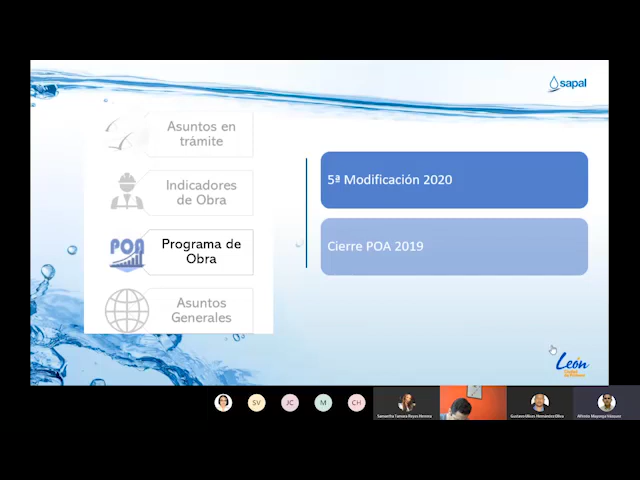 sapal
Asuntos en
trámite
Indicadores
de Obra
POA
Programa de
Obra
Asuntos
Generales
5ª Modificación 2020
Cierre POA 2019
León
SV
JC
M
CH
Samantha Tamara Reyes Herrera